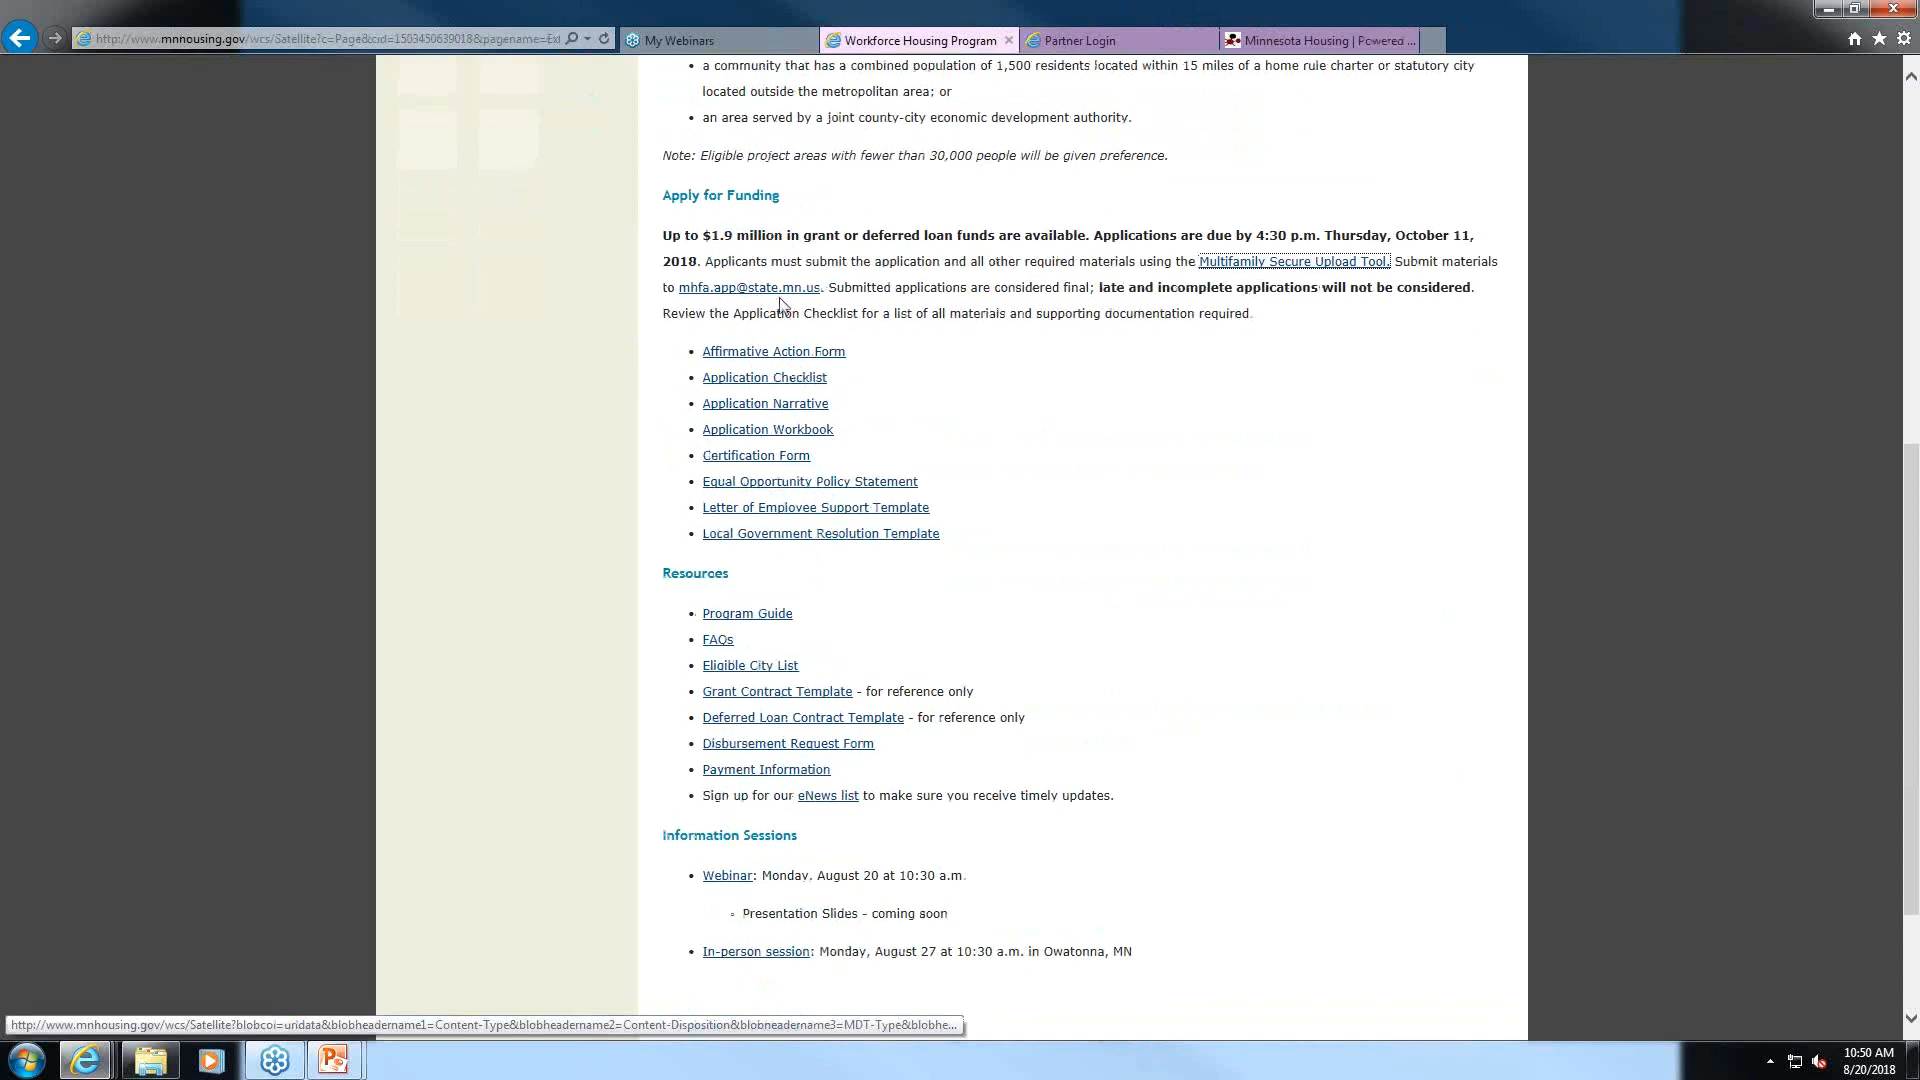 http://www.mnhousing.gov/wcs/Satellite?c=Page&cid=1503450639018&pagename=Ext
My Webinars
Workforce Housing Program
Partner Login
Minnesota Housing | Powered ...
• a community that has a combined population of 1,500 residents located within 15 miles of a home rule charter or statutory city
located outside the metropolitan area; or
• an area served by a joint county-city economic development authority.
Note: Eligible project areas with fewer than 30,000 people will be given preference.
Apply for Funding
Up to $1.9 million in grant or deferred loan funds are available. Applications are due by 4:30 p.m. Thursday, October 11,
2018. Applicants must submit the application and all other required materials using the Multifamily Secure Upload Tool. Submit materials
to mhfa.app@state.mn.us. Submitted applications are considered final; late and incomplete applications will not be considered.
Review the Application Checklist for a list of all materials and supporting documentation required.
• Affirmative Action Form
• Application Checklist
• Application Narrative
• Application Workbook
• Certification Form
• Equal Opportunity Policy Statement
• Letter of Employee Support Template
• Local Government Resolution Template
Resources
• Program Guide
• FAQs
• Eligible City List
• Grant Contract Template - for reference only
• Deferred Loan Contract Template - for reference only
• Disbursement Request Form
• Payment Information
• Sign up for our eNews list to make sure you receive timely updates.
Information Sessions
• Webinar: Monday, August 20 at 10:30 a.m.
◦ Presentation Slides - coming soon
• In-person session: Monday, August 27 at 10:30 a.m. in Owatonna, MN
http://www.mnhousing.gov/wcs/Satellite?blobcol=urldata&blobheadername1=Content-Type&blobheadername2=Content-Disposition&blobheadername3=MDT-Type&blobhe...
10:50 AM
8/20/2018